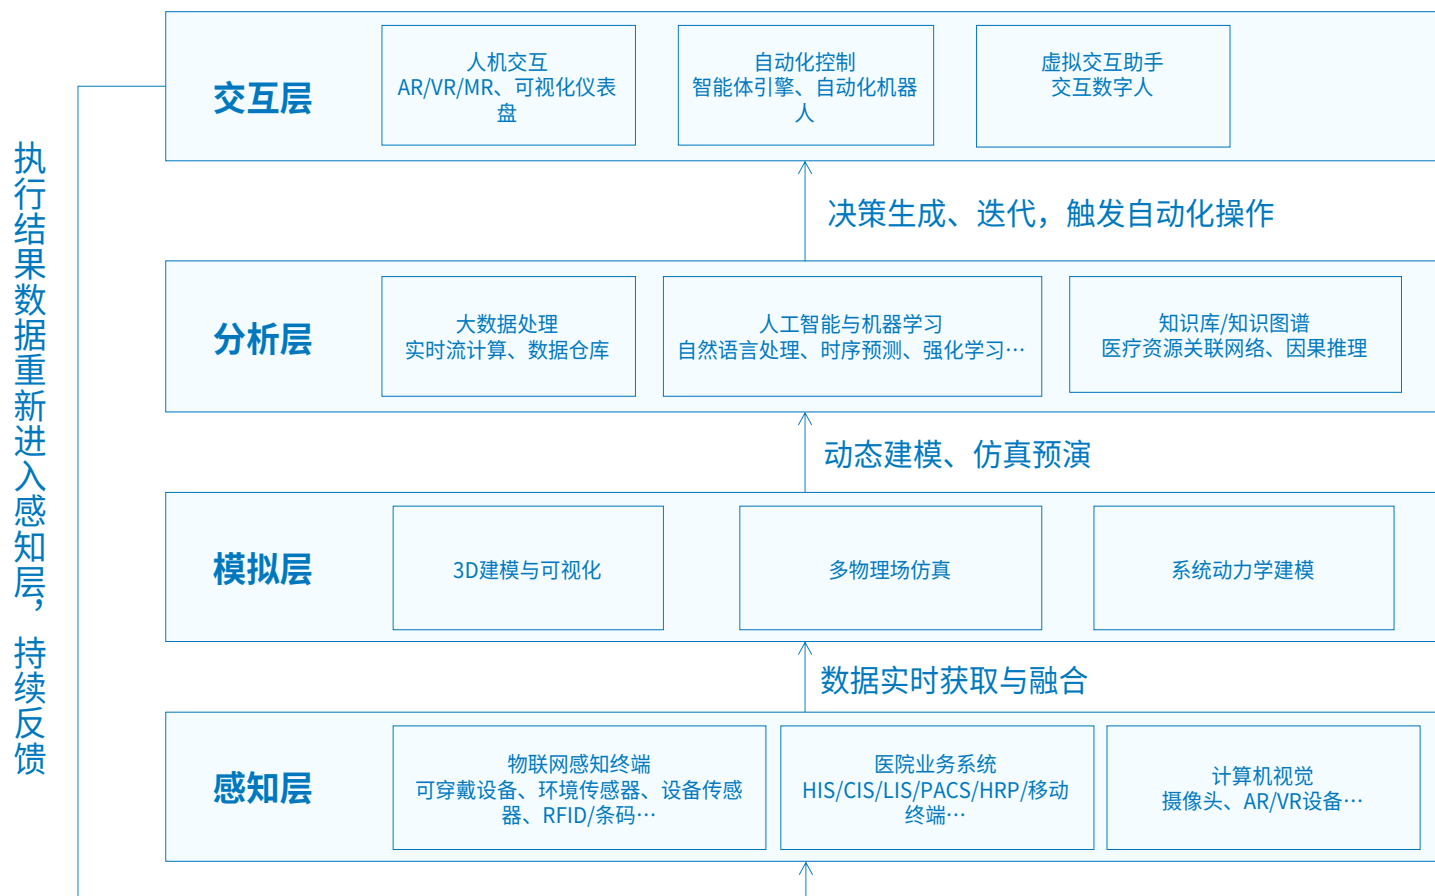 交互层
人机交互
AR/VR/MR、可视化仪表
盘
自动化控制
智能体引擎、自动化机器
人
虚拟交互助手
交互数字人
决策生成、迭代，触发自动化操作
分析层
大数据处理
实时流计算、数据仓库
人工智能与机器学习
自然语言处理、时序预测、强化学习…
知识库/知识图谱
医疗资源关联网络、因果推理
动态建模、仿真预演
模拟层
3D建模与可视化
多物理场仿真
系统动力学建模
数据实时获取与融合
感知层
物联网感知终端
可穿戴设备、环境传感器、设备传感
器、RFID/条码…
医院业务系统
HIS/CIS/LIS/PACS/HRP/移动
终端…
计算机视觉
摄像头、AR/VR设备…
执行结果数据重新进入感知层，持续反馈